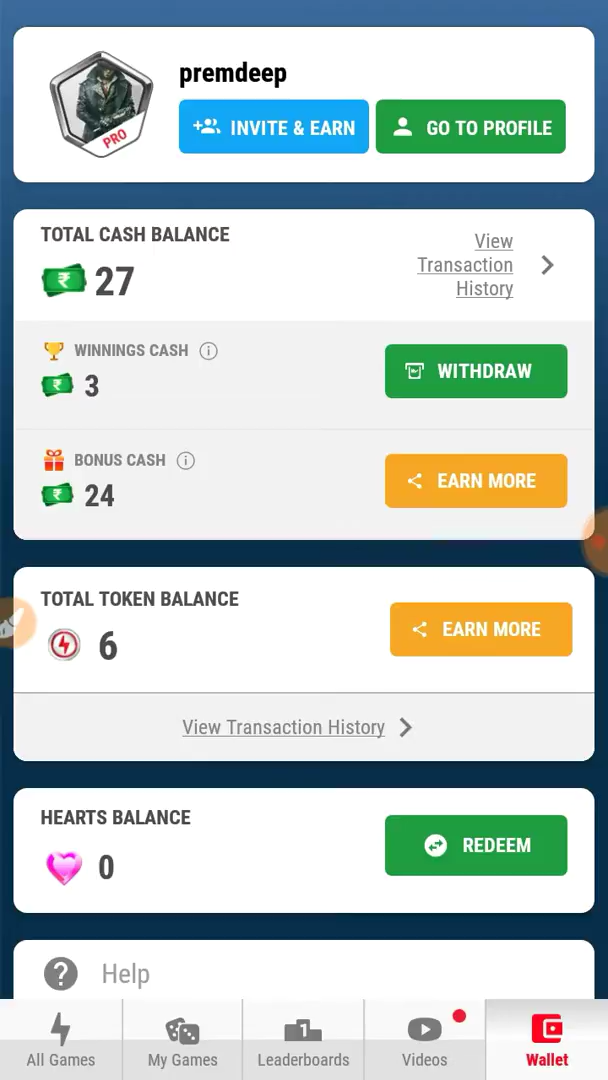 premdeep
PRO
INVITE & EARN
GO TO PROFILE
TOTAL CASH BALANCE
₹ 27
View
Transaction
History
WINNINGS CASH
₹ 3
WITHDRAW
BONUS CASH
₹ 24
EARN MORE
TOTAL TOKEN BALANCE
6
EARN MORE
View Transaction History
HEARTS BALANCE
0
REDEEM
? Help
All Games
My Games
1
Leaderboards
Videos
Wallet